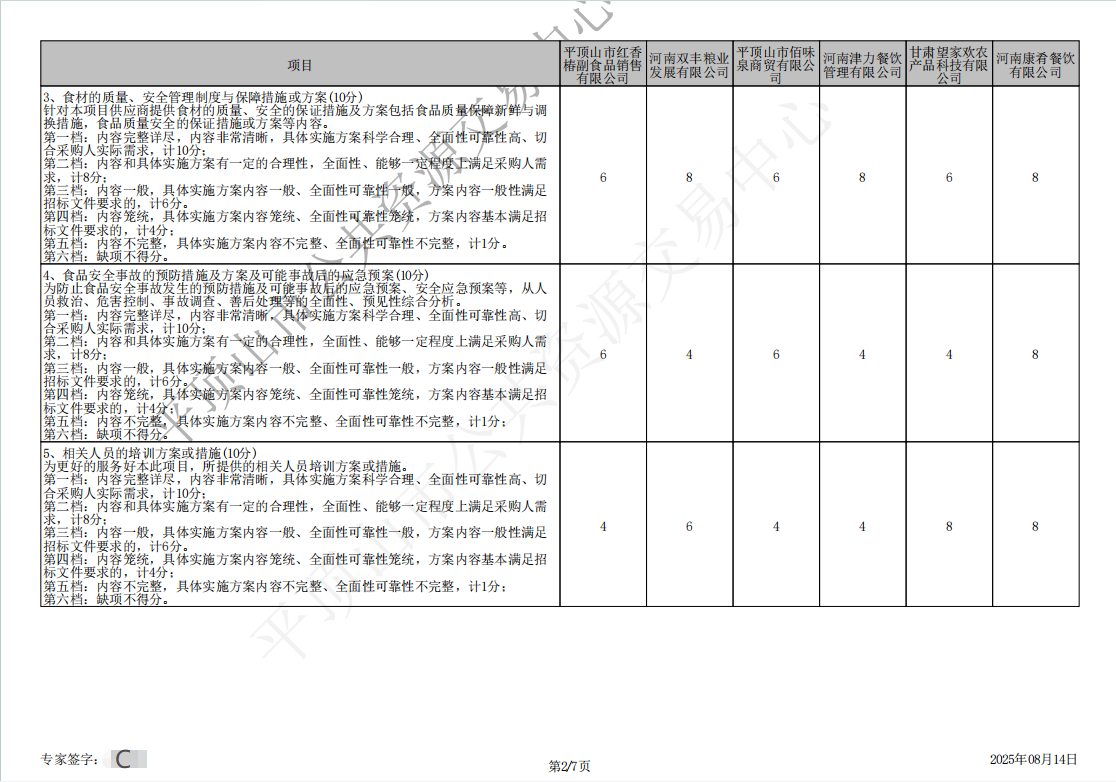 项目
平顶山市红香
椿副食品销售
有限公司
河南双丰粮业
发展有限公司
平顶山市佰味
泉商贸有限公
司
河南津力餐饮
管理有限公司
甘肃望家欢农
产品科技有限
公司
河南康肴餐饮
有限公司
3、食材的质量、安全管理制度与保障措施或方案(10分)
针对本项目供应商提供食材的质量、安全的保证措施及方案包括食品质量保障新鲜与调
换措施，食品质量安全的保证措施或方案等内容。
第一档：内容完整详尽，内容非常清晰，具体实施方案科学合理、全面性可靠性高、切
合采购人实际需求，计10分；
第二档：内容和具体实施方案有一定的合理性，全面性、能够一定程度上满足采购人需
求，计8分；
第三档：内容一般，具体实施方案内容一般、全面性可靠性一般，方案内容一般性满足
招标文件要求的，计6分。
第四档：内容笼统，具体实施方案内容笼统、全面性可靠性笼统，方案内容基本满足招
标文件要求的，计4分；
第五档：内容不完整，具体实施方案内容不完整、全面性可靠性不完整，计1分。
第六档：缺项不得分。
6 8 6 8 6 8
4、食品安全事故的预防措施及方案及可能事故后的应急预案(10分)
为防止食品安全事故发生的预防措施及可能事故后的应急预案、安全应急预案等，从人
员救治、危害控制、事故调查、善后处理等的全面性、预见性综合分析。
第一档：内容完整详尽，内容非常清晰，具体实施方案科学合理、全面性可靠性高、切
合采购人实际需求，计10分；
第二档：内容和具体实施方案有一定的合理性，全面性、能够一定程度上满足采购人需
求，计8分；
第三档：内容一般，具体实施方案内容一般、全面性可靠性一般，方案内容一般性满足
招标文件要求的，计6分。
第四档：内容笼统，具体实施方案内容笼统、全面性可靠性笼统，方案内容基本满足招
标文件要求的，计4分；
第五档：内容不完整，具体实施方案内容不完整、全面性可靠性不完整，计1分；
第六档：缺项不得分。
6 4 6 4 4 8
5、相关人员的培训方案或措施(10分)
为更好的服务好本此项目，所提供的相关人员培训方案或措施。
第一档：内容完整详尽，内容非常清晰，具体实施方案科学合理、全面性可靠性高、切
合采购人实际需求，计10分；
第二档：内容和具体实施方案有一定的合理性，全面性、能够一定程度上满足采购人需
求，计8分；
第三档：内容一般，具体实施方案内容一般、全面性可靠性一般，方案内容一般性满足
招标文件要求的，计6分。
第四档：内容笼统，具体实施方案内容笼统、全面性可靠性笼统，方案内容基本满足招
标文件要求的，计4分；
第五档：内容不完整，具体实施方案内容不完整、全面性可靠性不完整，计1分；
第六档：缺项不得分。
4 6 4 4 8 8
平顶山市公共资源交易中心
平顶山市公共资源交易中心
专家签字： C
第2/7页
2025年08月14日